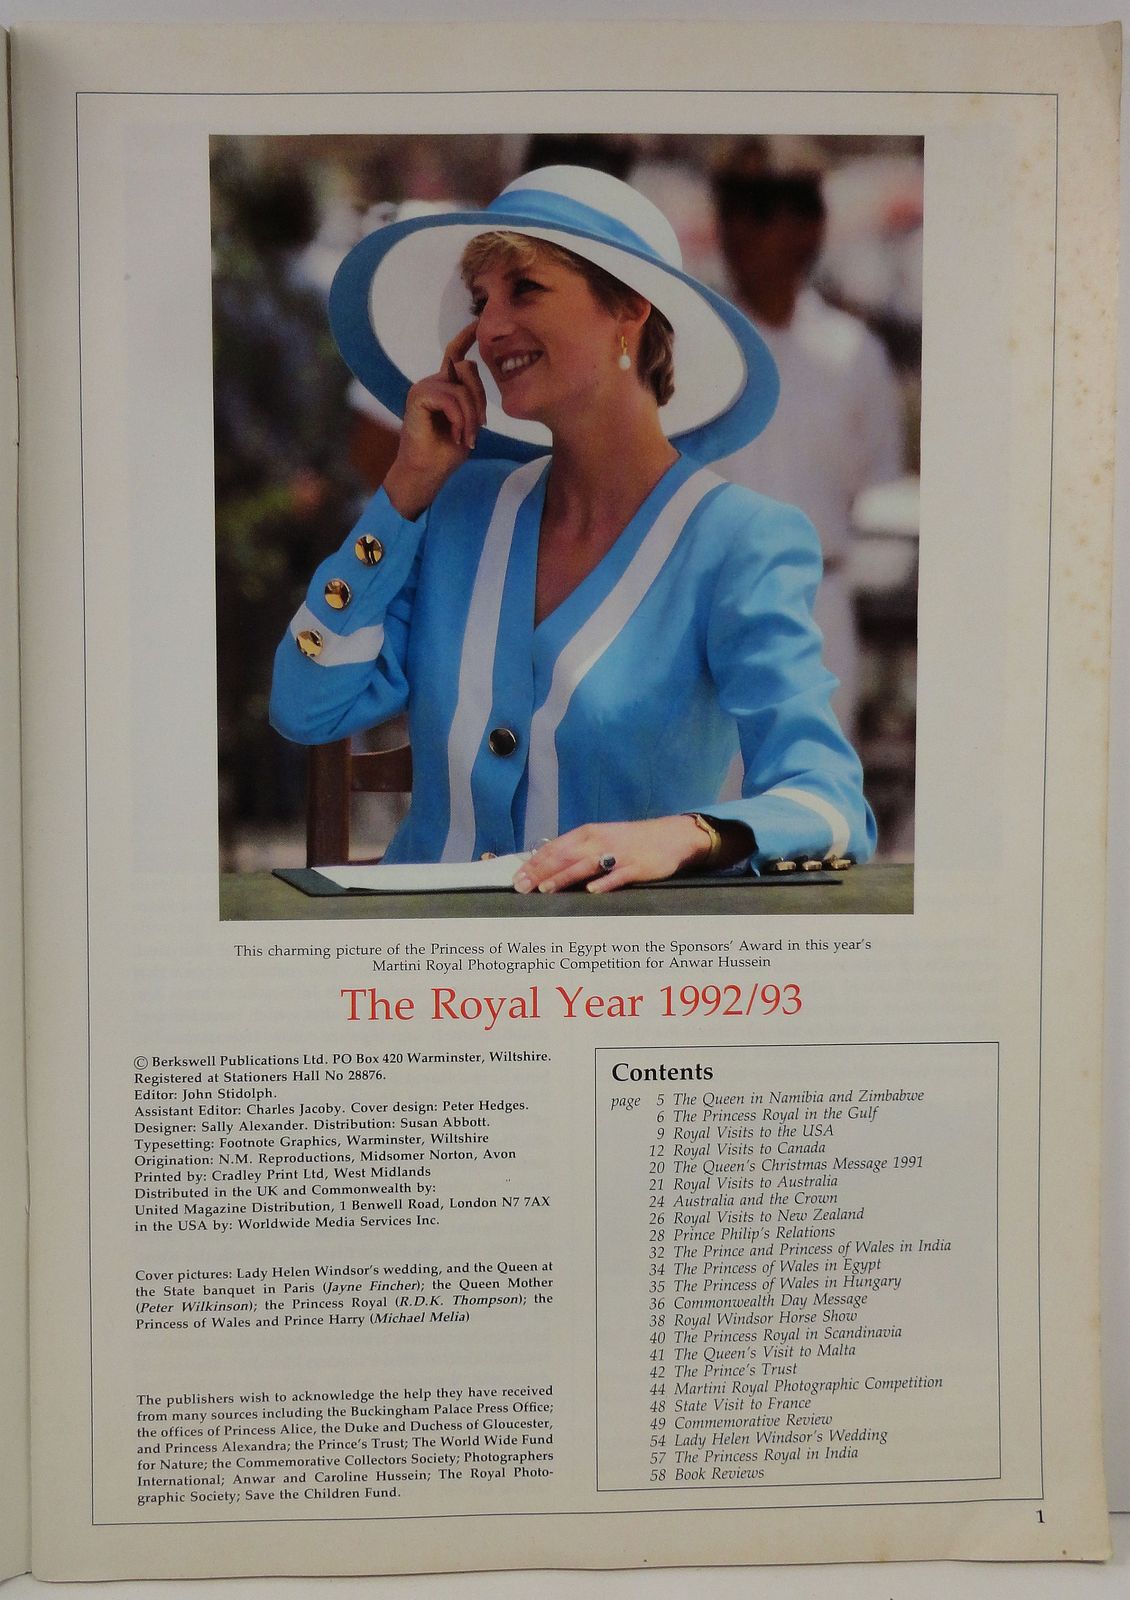 This charming picture of the Princess of Wales in Egypt won the Sponsors' Award in this year's
Martini Royal Photographic Competition for Anwar Hussein
The Royal Year 1992/93
© Berkswell Publications Ltd. PO Box 420 Warminster, Wiltshire.
Registered at Stationers Hall No 28876.
Editor: John Stidolph.
Assistant Editor: Charles Jacoby. Cover design: Peter Hedges.
Designer: Sally Alexander. Distribution: Susan Abbott.
Typesetting: Footnote Graphics, Warminster, Wiltshire
Origination: N.M. Reproductions, Midsomer Norton, Avon
Printed by: Cradley Print Ltd, West Midlands
Distributed in the UK and Commonwealth by:
United Magazine Distribution, 1 Benwell Road, London N7 7AX
in the USA by: Worldwide Media Services Inc.
Cover pictures: Lady Helen Windsor's wedding, and the Queen at
the State banquet in Paris (Jayne Fincher); the Queen Mother
(Peter Wilkinson); the Princess Royal (R.D.K. Thompson); the
Princess of Wales and Prince Harry (Michael Melia)
The publishers wish to acknowledge the help they have received
from many sources including the Buckingham Palace Press Office;
the offices of Princess Alice, the Duke and Duchess of Gloucester,
and Princess Alexandra; the Prince's Trust; The World Wide Fund
for Nature; the Commemorative Collectors Society; Photographers
International; Anwar and Caroline Hussein; The Royal Photo-
graphic Society; Save the Children Fund.
Contents
page 5 The Queen in Namibia and Zimbabwe
6 The Princess Royal in the Gulf
9 Royal Visits to the USA
12 Royal Visits to Canada
20 The Queen's Christmas Message 1991
21 Royal Visits to Australia
24 Australia and the Crown
26 Royal Visits to New Zealand
28 Prince Philip's Relations
32 The Prince and Princess of Wales in India
34 The Princess of Wales in Egypt
35 The Princess of Wales in Hungary
36 Commonwealth Day Message
38 Royal Windsor Horse Show
40 The Princess Royal in Scandinavia
41 The Queen's Visit to Malta
42 The Prince's Trust
44 Martini Royal Photographic Competition
48 State Visit to France
49 Commemorative Review
54 Lady Helen Windsor's Wedding
57 The Princess Royal in India
58 Book Reviews
1